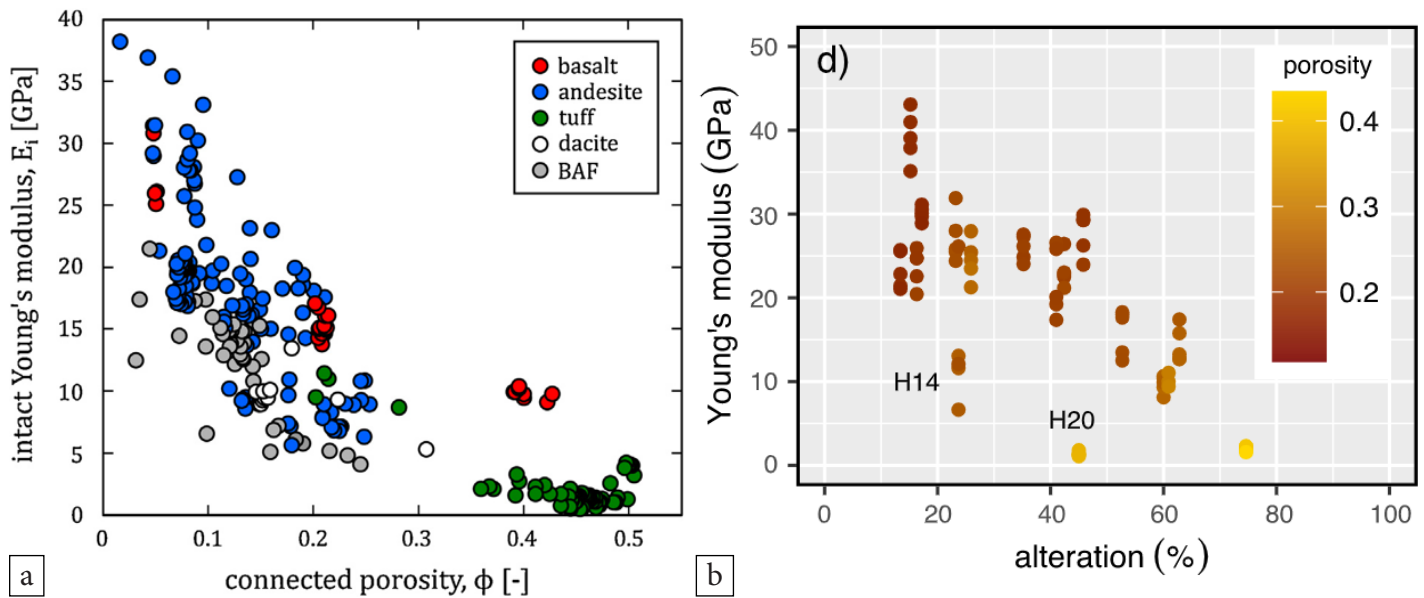 40
35
30
25
20
15
10
5
0
intact Young's modulus, Ei [GPa]
basalt
andesite
tuff
dacite
BAF
0 0.1 0.2 0.3 0.4 0.5
connected porosity, ϕ [-]
a
d)
50
40
30
20
10
0
Young's modulus (GPa)
porosity
0.4
0.3
0.2
H14
H20
0 20 40 60 80 100
alteration (%)
b